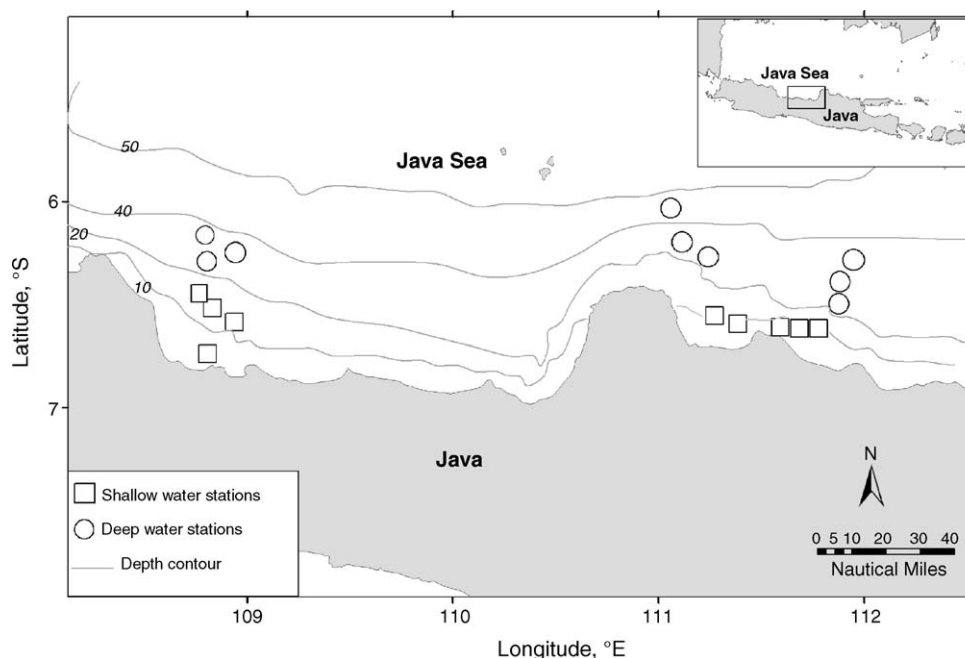 Java Sea
Java
50
Java Sea
6
40
20
10
Latitude, °S
7
Java
N
Shallow water stations
Deep water stations
Depth contour
0 5 10 20 30 40
Nautical Miles
109 110 111 112
Longitude, °E